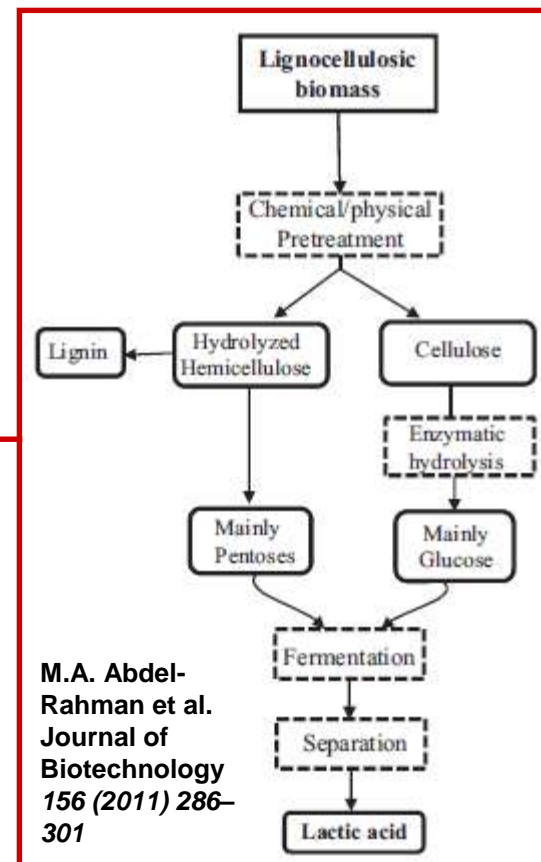 Lignocellulosic
biomass
Chemical/physical
Pretreatment
Lignin
Hydrolyzed
Hemicellulose
Cellulose
Enzymatic
hydrolysis
Mainly
Pentoses
Mainly
Glucose
Fermentation
Separation
Lactic acid
M.A. Abdel-
Rahman et al.
Journal of
Biotechnology
156 (2011) 286–
301